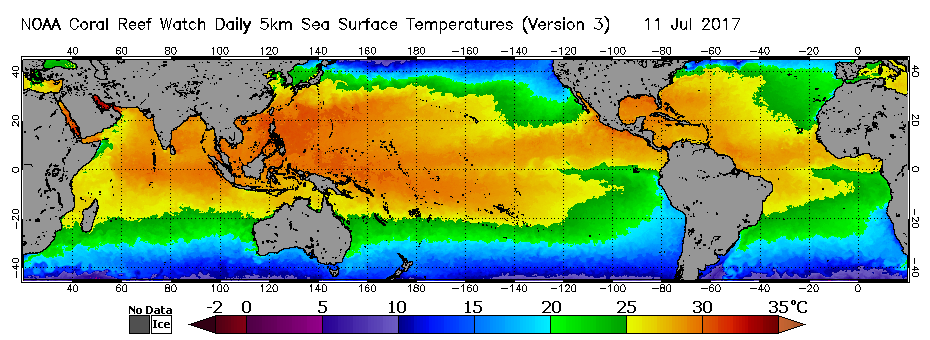 NOAA Coral Reef Watch Daily 5km Sea Surface Temperatures (Version 3) 11 Jul 2017
40 60 80 100 120 140 160 180 -160 -140 -120 -100 -80 -60 -40 -20 0
40 40
20 20
0 0
-20 -20
-40 -40
40 60 80 100 120 140 160 180 -160 -140 -120 -100 -80 -60 -40 -20 0
No Data -2 0 5 10 15 20 25 30 35°C
Ice